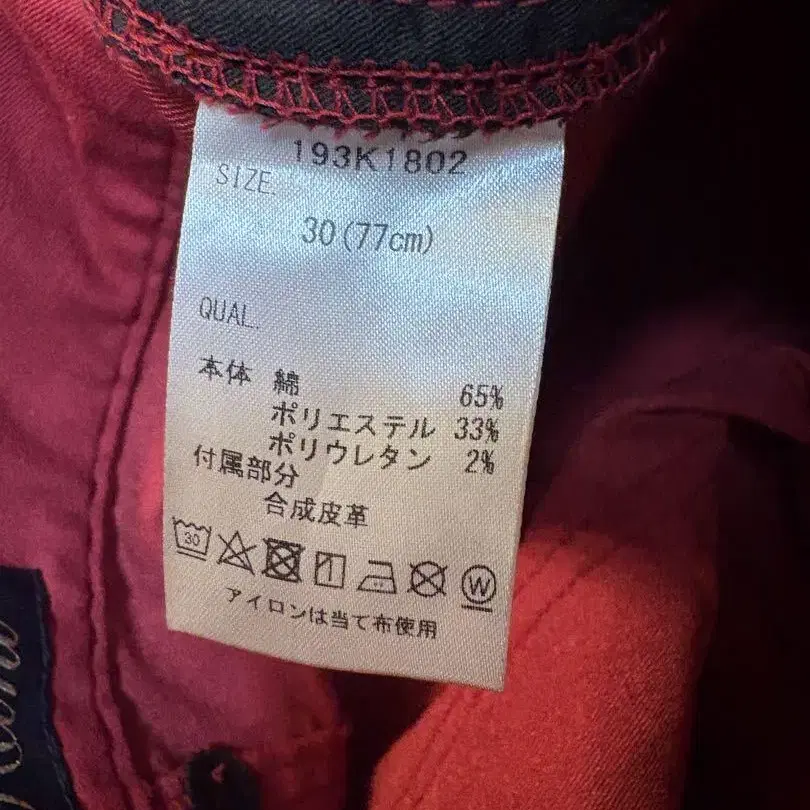 193K1802
SIZE.
30(77cm)
QUAL.
本体 綿 65%
ポリエステル 33%
ポリウレタン 2%
付属部分
合成皮革
30 W
アイロンは当て布使用